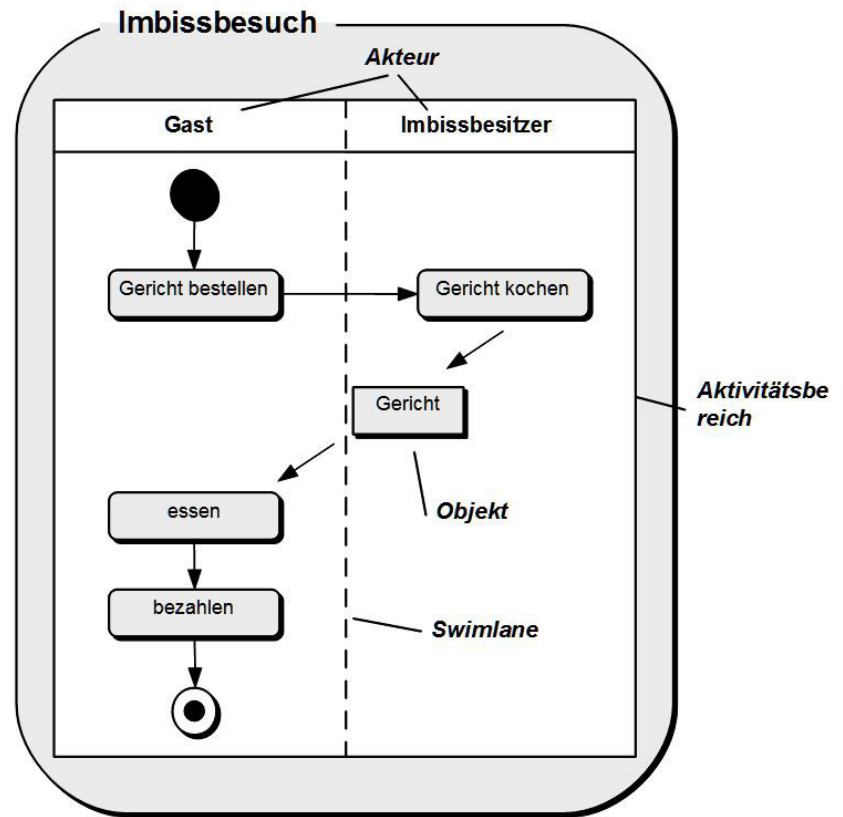 Imbissbesuch
Akteur
Gast
Imbissbesitzer
Gericht bestellen
Gericht kochen
Gericht
Aktivitätsbe
reich
essen
Objekt
bezahlen
Swimlane